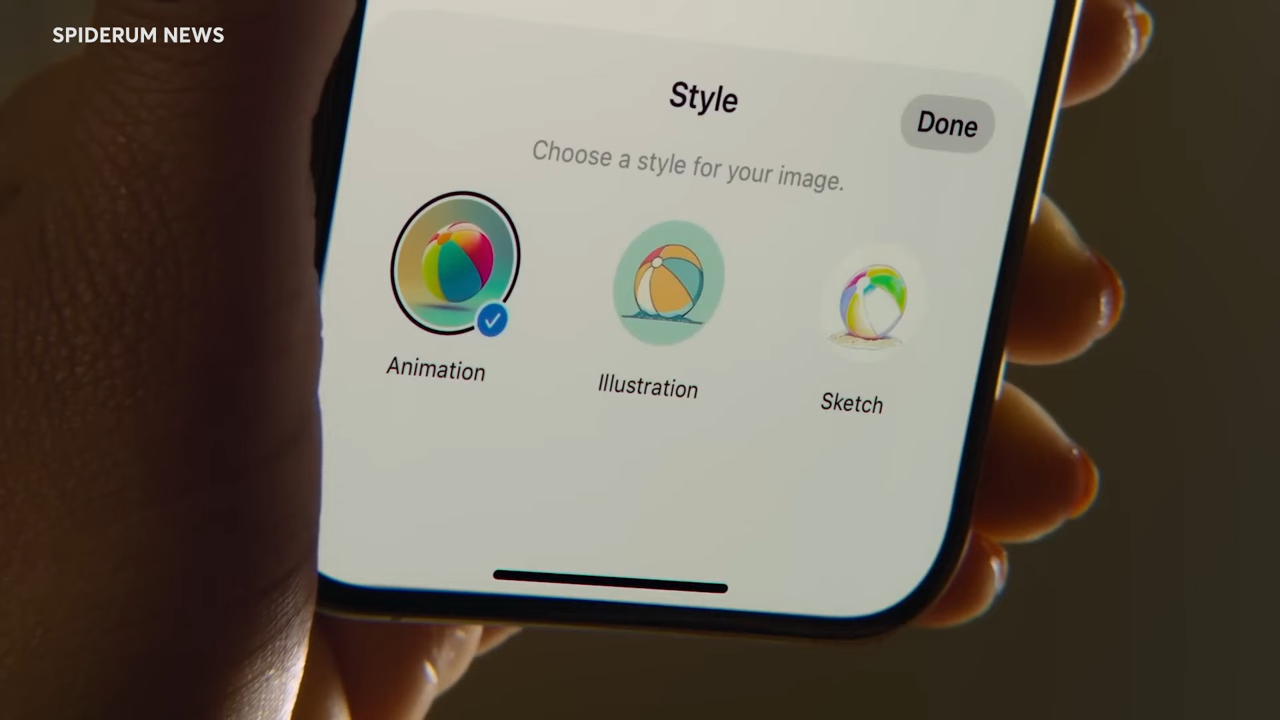 SPIDERUM NEWS
Style
Done
Choose a style for your image.
Animation
Illustration
Sketch